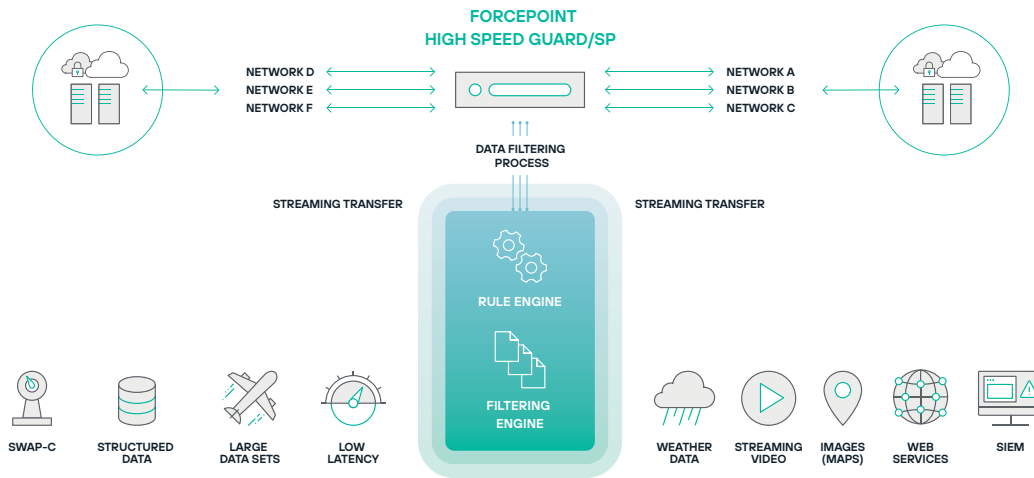 FORCEPOINT
HIGH SPEED GUARD/SP
NETWORK D
NETWORK E
NETWORK F
NETWORK A
NETWORK B
NETWORK C
DATA FILTERING
PROCESS
STREAMING TRANSFER
STREAMING TRANSFER
RULE ENGINE
FILTERING
ENGINE
SWAP-C
STRUCTURED
DATA
LARGE
DATA SETS
LOW
LATENCY
WEATHER
DATA
STREAMING
VIDEO
IMAGES
(MAPS)
WEB
SERVICES
SIEM